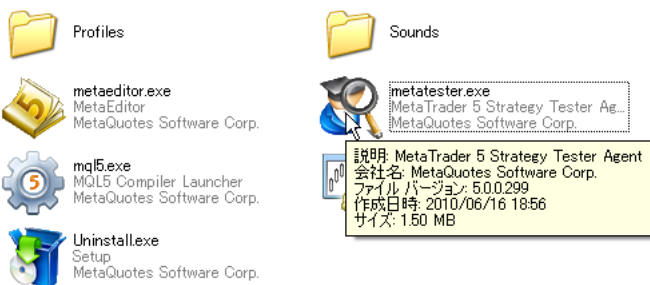 Profiles
Sounds
metaeditor.exe
MetaEditor
MetaQuotes Software Corp.
metatester.exe
MetaTrader 5 Strategy Tester Ag...
MetaQuotes Software Corp.
mql5.exe
MQL5 Compiler Launcher
MetaQuotes Software Corp.
説明: MetaTrader 5 Strategy Tester Agent
会社名: MetaQuotes Software Corp.
ファイル バージョン: 5.0.0.299
作成日時: 2010/06/16 18:56
サイズ: 1.50 MB
Uninstall.exe
Setup
MetaQuotes Software Corp.